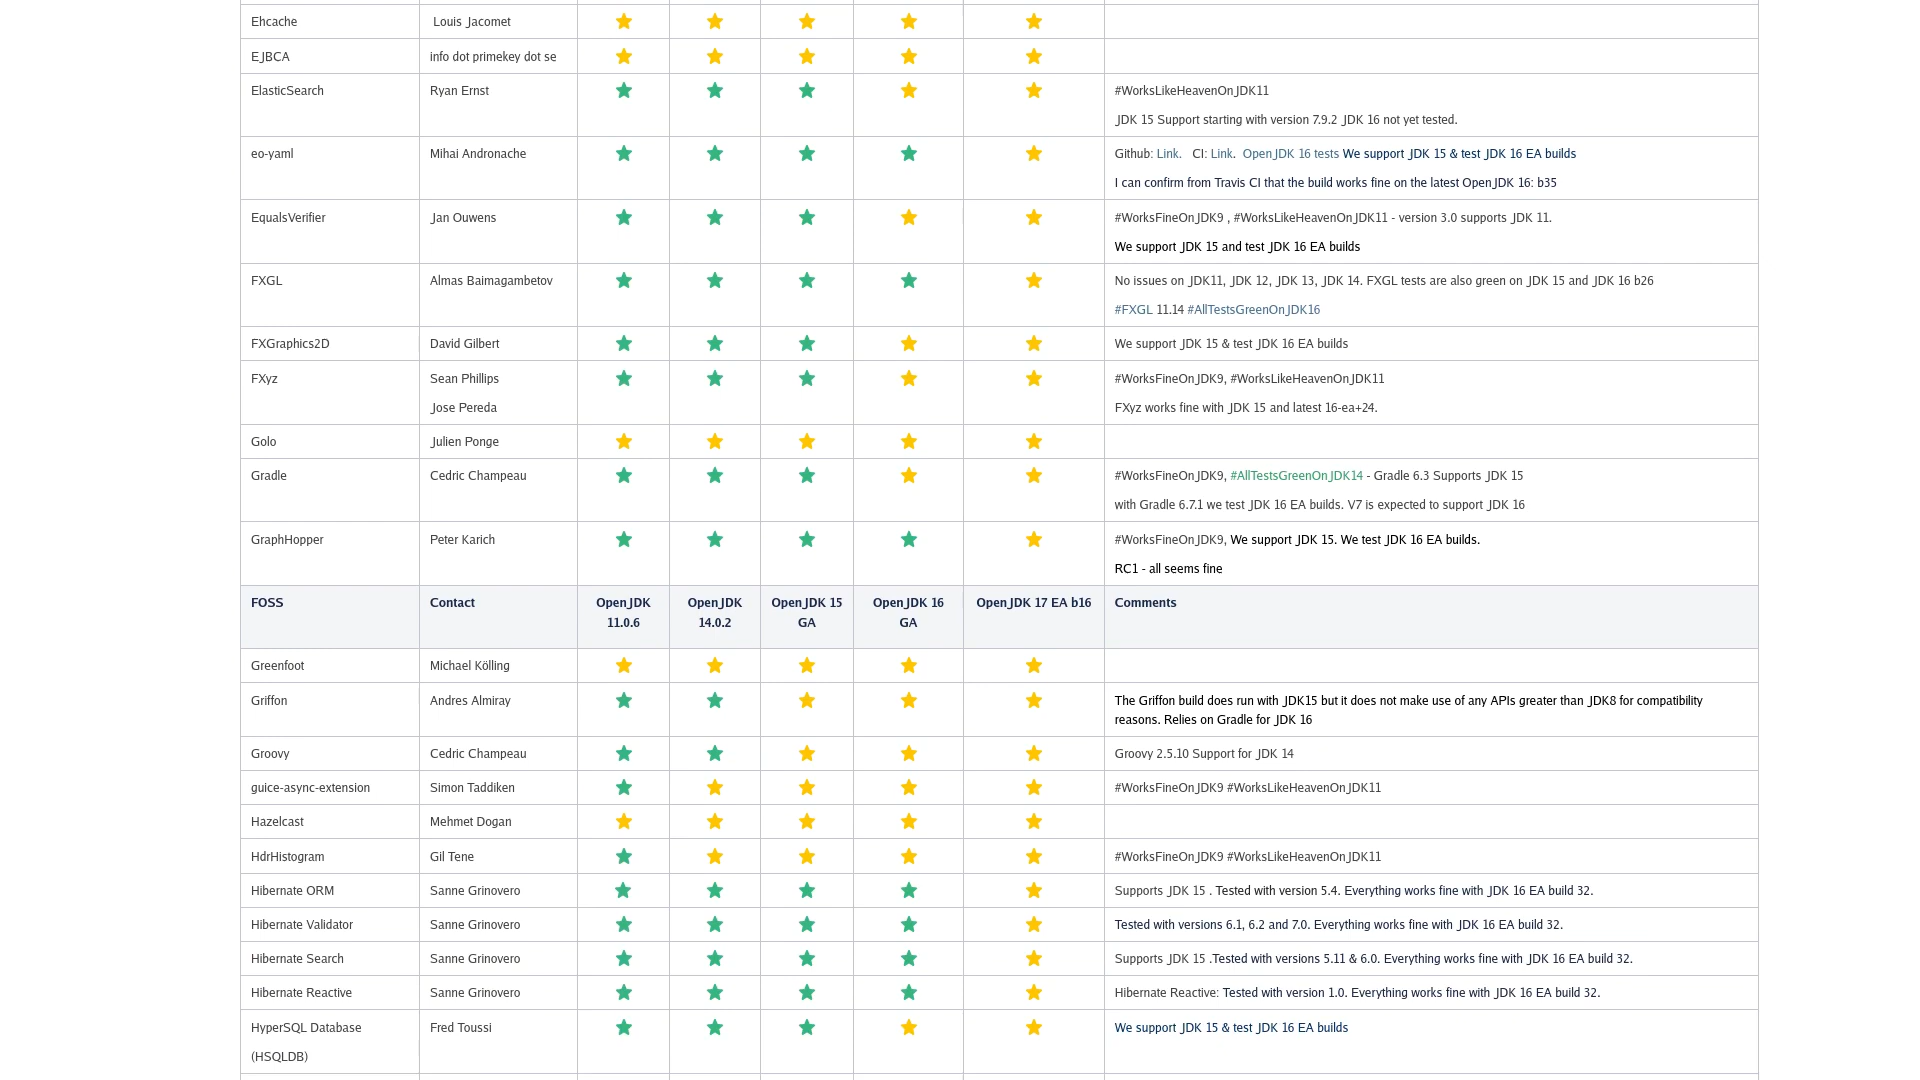 Ehcache Louis Jacomet
EJBCA info dot primekey dot se
ElasticSearch Ryan Ernst #WorksLikeHeavenOnJDK11
JDK 15 Support starting with version 7.9.2 JDK 16 not yet tested.
eo-yaml Mihai Andronache Github: Link. CI: Link. OpenJDK 16 tests We support JDK 15 & test JDK 16 EA builds
I can confirm from Travis CI that the build works fine on the latest OpenJDK 16: b35
EqualsVerifier Jan Ouwens #WorksFineOnJDK9 , #WorksLikeHeavenOnJDK11 - version 3.0 supports JDK 11.
We support JDK 15 and test JDK 16 EA builds
FXGL Almas Baimagambetov No issues on JDK11, JDK 12, JDK 13, JDK 14. FXGL tests are also green on JDK 15 and JDK 16 b26
#FXGL 11.14 #AllTestsGreenOnJDK16
FXGraphics2D David Gilbert We support JDK 15 & test JDK 16 EA builds
FXyz Sean Phillips #WorksFineOnJDK9, #WorksLikeHeavenOnJDK11
Jose Pereda FXyz works fine with JDK 15 and latest 16-ea+24.
Golo Julien Ponge
Gradle Cedric Champeau #WorksFineOnJDK9, #AllTestsGreenOnJDK14 - Gradle 6.3 Supports JDK 15
with Gradle 6.7.1 we test JDK 16 EA builds. V7 is expected to support JDK 16
GraphHopper Peter Karich #WorksFineOnJDK9, We support JDK 15. We test JDK 16 EA builds.
RC1 - all seems fine
FOSS Contact OpenJDK OpenJDK OpenJDK 15 OpenJDK 16 OpenJDK 17 EA b16 Comments
11.0.6 14.0.2 GA GA
Greenfoot Michael Kölling
Griffon Andres Almiray The Griffon build does run with JDK15 but it does not make use of any APIs greater than JDK8 for compatibility
reasons. Relies on Gradle for JDK 16
Groovy Cedric Champeau Groovy 2.5.10 Support for JDK 14
guice-async-extension Simon Taddiken #WorksFineOnJDK9 #WorksLikeHeavenOnJDK11
Hazelcast Mehmet Dogan
HdrHistogram Gil Tene #WorksFineOnJDK9 #WorksLikeHeavenOnJDK11
Hibernate ORM Sanne Grinovero Supports JDK 15 . Tested with version 5.4. Everything works fine with JDK 16 EA build 32.
Hibernate Validator Sanne Grinovero Tested with versions 6.1, 6.2 and 7.0. Everything works fine with JDK 16 EA build 32.
Hibernate Search Sanne Grinovero Supports JDK 15 .Tested with versions 5.11 & 6.0. Everything works fine with JDK 16 EA build 32.
Hibernate Reactive Sanne Grinovero Hibernate Reactive: Tested with version 1.0. Everything works fine with JDK 16 EA build 32.
HyperSQL Database Fred Toussi We support JDK 15 & test JDK 16 EA builds
(HSQLDB)